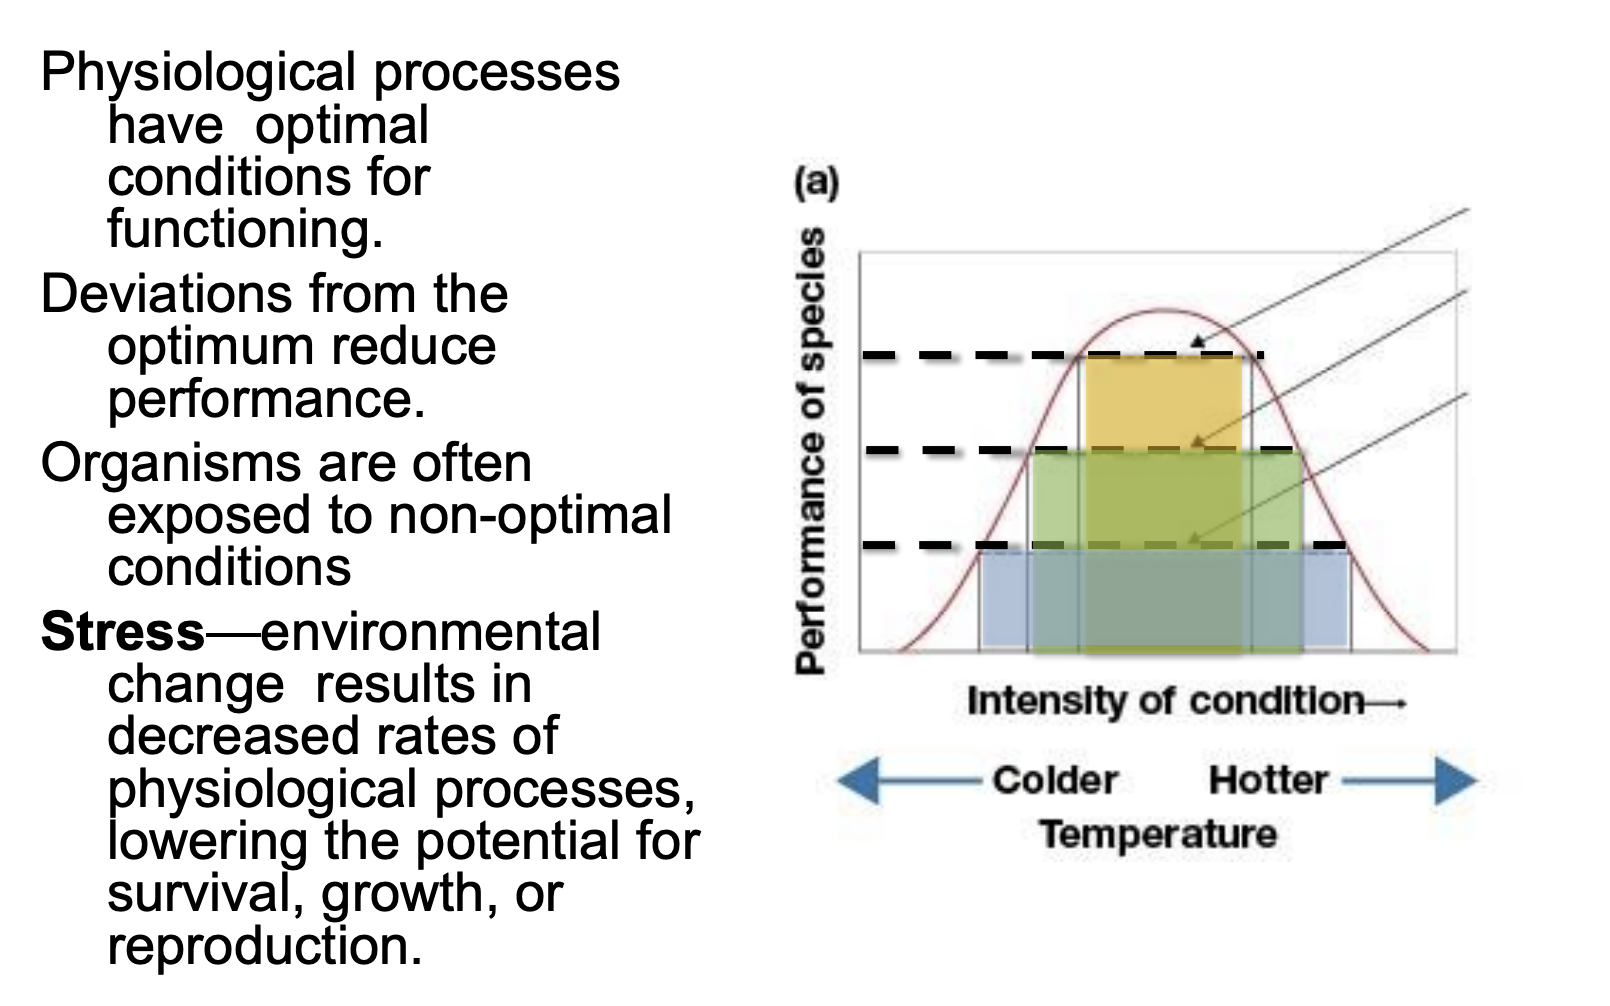 Physiological processes
have optimal
conditions for
functioning.
Deviations from the
optimum reduce
performance.
Organisms are often
exposed to non-optimal
conditions
Stress—environmental
change results in
decreased rates of
physiological processes,
lowering the potential for
survival, growth, or
reproduction.
(a)
Performance of species
Intensity of condition→
Colder Hotter
Temperature